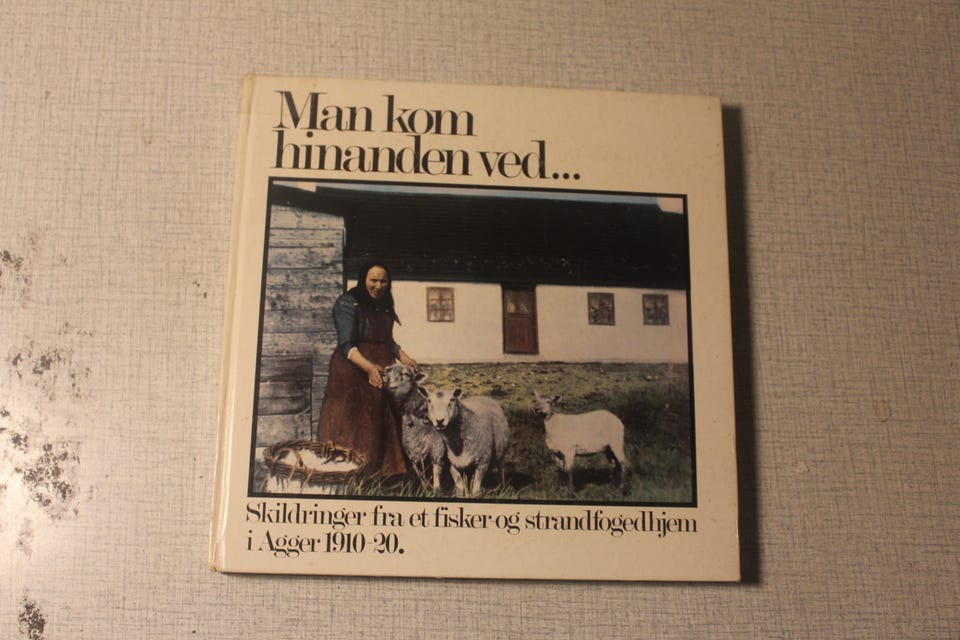 Man kom
hinanden ved...
Skildringer fra et fisker-og strandfogedhjem
i Agger 1910-20.